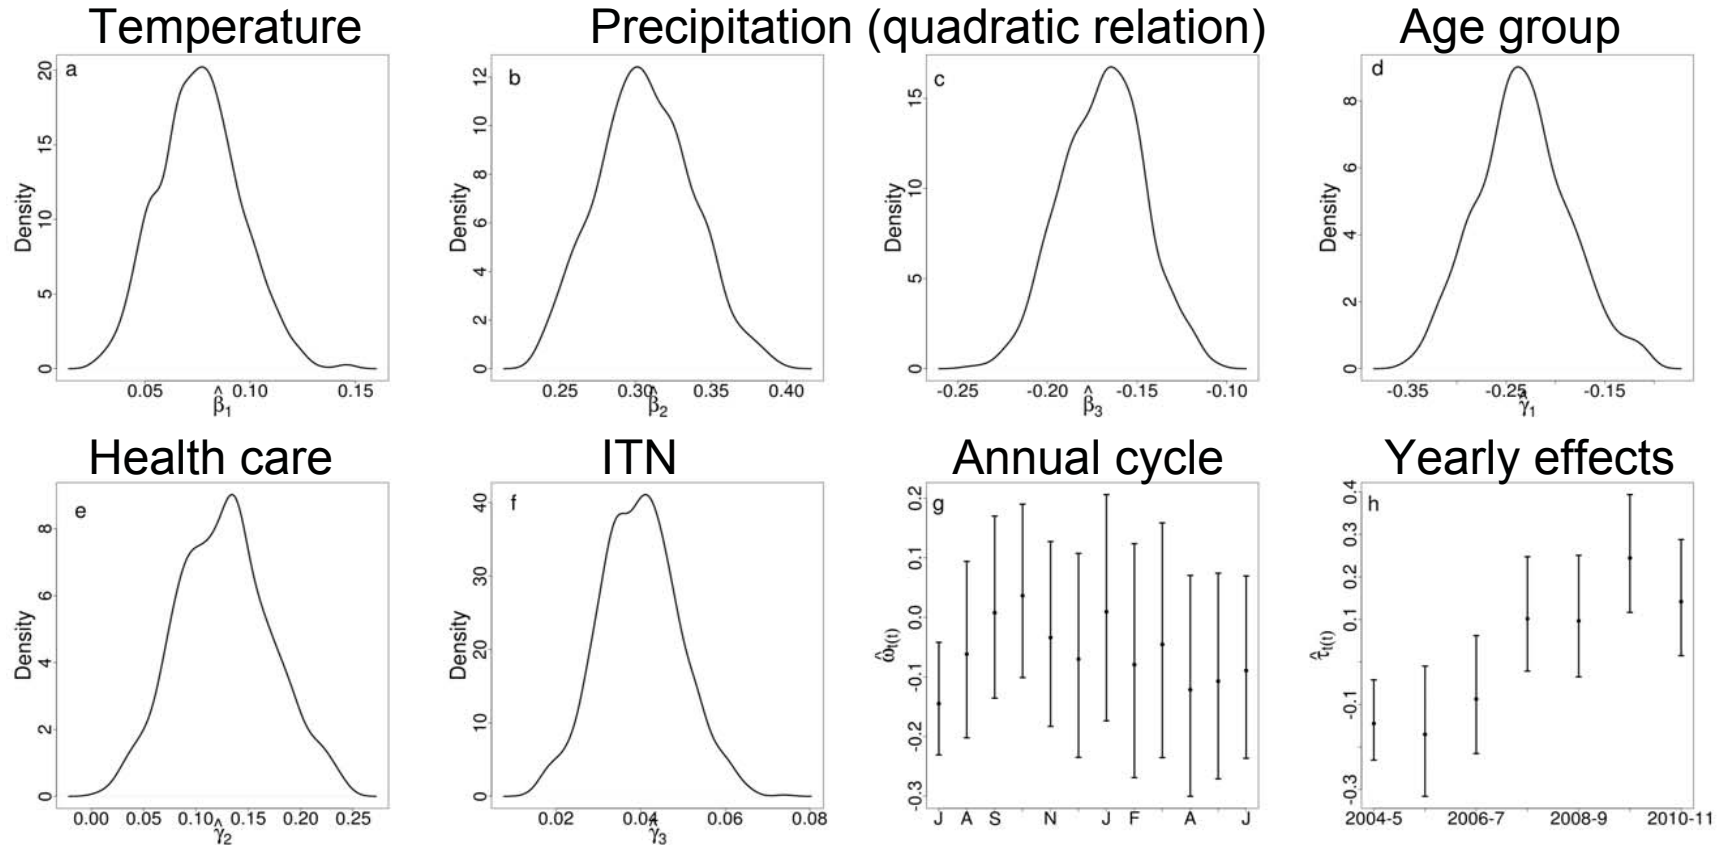 Temperature
Precipitation (quadratic relation)
Age group
a
Density
0
5
10
15
20
0.05
0.10
0.15
β̂₁
b
Density
0
2
4
6
8
10
12
0.25
0.30
0.35
0.40
β̂₂
c
Density
0
5
10
15
-0.25
-0.20
-0.15
-0.10
β̂₃
d
Density
0
2
4
6
8
-0.35
-0.25
-0.15
γ̂₁
Health care
ITN
Annual cycle
Yearly effects
e
Density
0
2
4
6
8
0.00
0.05
0.10
0.15
0.20
0.25
γ̂₂
f
Density
0
10
20
30
40
0.02
0.04
0.06
0.08
γ̂₃
g
ω̂t(t)
-0.3
-0.2
-0.1
0.0
0.1
0.2
J A S N J F A J
h
τ̂t(t)
-0.3
-0.1
0.1
0.2
0.3
0.4
2004-5 2006-7 2008-9 2010-11